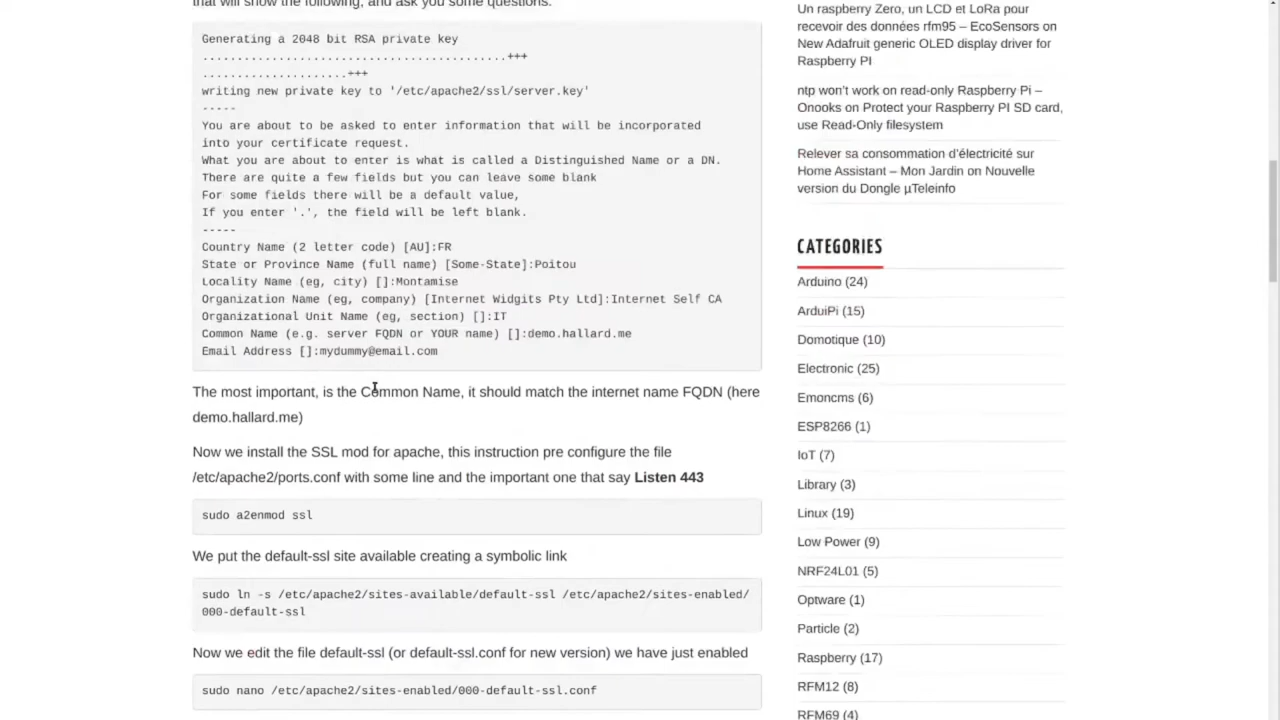 that will show the following, and ask you some questions.
Generating a 2048 bit RSA private key
............................................+++
.....................+++
writing new private key to '/etc/apache2/ssl/server.key'
-----
You are about to be asked to enter information that will be incorporated
into your certificate request.
What you are about to enter is what is called a Distinguished Name or a DN.
There are quite a few fields but you can leave some blank
For some fields there will be a default value,
If you enter '.', the field will be left blank.
-----
Country Name (2 letter code) [AU]:FR
State or Province Name (full name) [Some-State]:Poitou
Locality Name (eg, city) []:Montamise
Organization Name (eg, company) [Internet Widgits Pty Ltd]:Internet Self CA
Organizational Unit Name (eg, section) []:IT
Common Name (e.g. server FQDN or YOUR name) []:demo.hallard.me
Email Address []:mydummy@email.com
The most important, is the Common Name, it should match the internet name FQDN (here
demo.hallard.me)
Now we install the SSL mod for apache, this instruction pre configure the file
/etc/apache2/ports.conf with some line and the important one that say Listen 443
sudo a2enmod ssl
We put the default-ssl site available creating a symbolic link
sudo ln -s /etc/apache2/sites-available/default-ssl /etc/apache2/sites-enabled/
000-default-ssl
Now we edit the file default-ssl (or default-ssl.conf for new version) we have just enabled
sudo nano /etc/apache2/sites-enabled/000-default-ssl.conf
Un raspberry Zero, un LCD et LoRa pour
recevoir des données rfm95 – EcoSensors on
New Adafruit generic OLED display driver for
Raspberry PI
ntp won't work on read-only Raspberry Pi –
Onooks on Protect your Raspberry PI SD card,
use Read-Only filesystem
Relever sa consommation d'électricité sur
Home Assistant – Mon Jardin on Nouvelle
version du Dongle µTeleinfo
CATEGORIES
Arduino (24)
ArduiPi (15)
Domotique (10)
Electronic (25)
Emoncms (6)
ESP8266 (1)
IoT (7)
Library (3)
Linux (19)
Low Power (9)
NRF24L01 (5)
Optware (1)
Particle (2)
Raspberry (17)
RFM12 (8)
RFM69 (4)